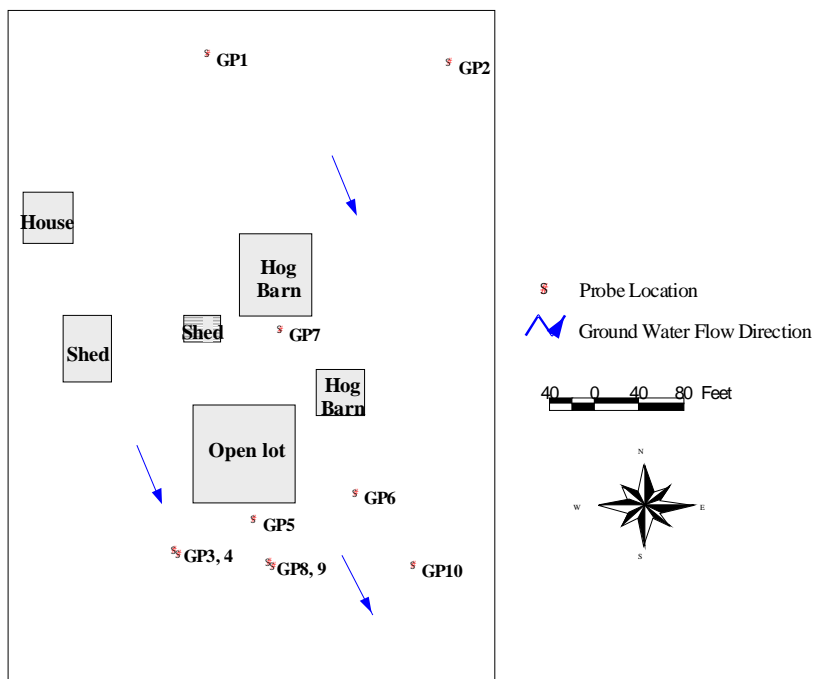 GP1
GP2
House
Hog
Barn
Shed
GP7
Shed
Hog
Barn
Open lot
GP6
GP5
GP3, 4
GP8, 9
GP10
S Probe Location
Ground Water Flow Direction
40 0 40 80 Feet
N
W E
S